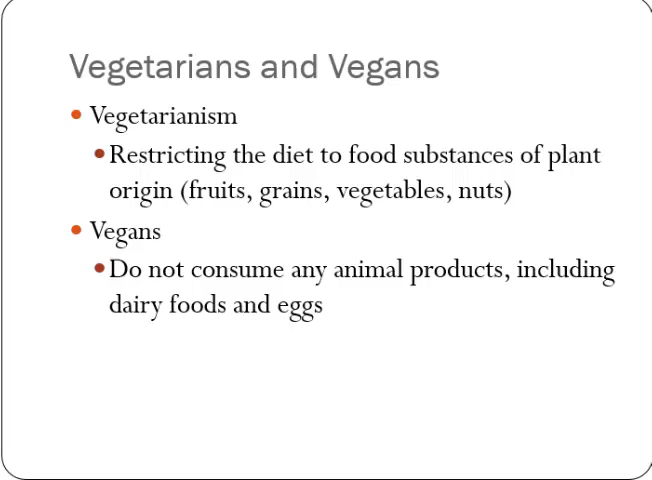 Vegetarians and Vegans
• Vegetarianism
• Restricting the diet to food substances of plant
origin (fruits, grains, vegetables, nuts)
• Vegans
• Do not consume any animal products, including
dairy foods and eggs